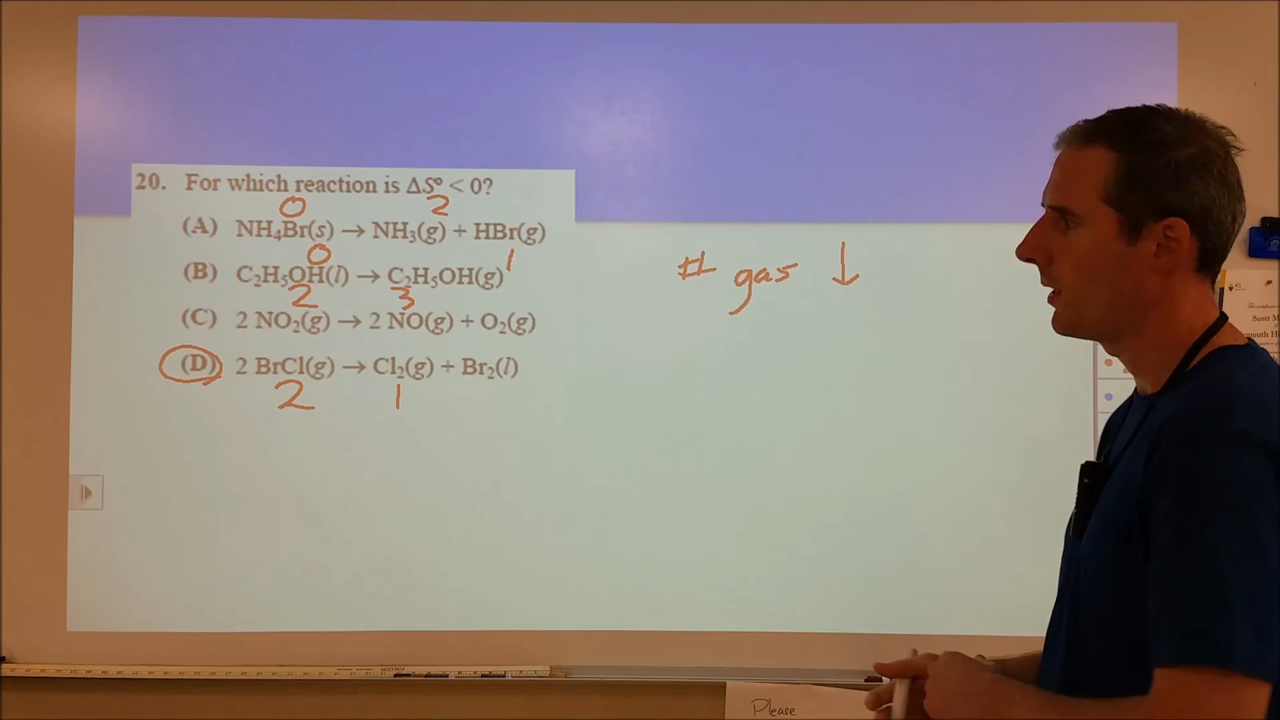 20. For which reaction is ΔS° < 0?
0 2
(A) NH₄Br(s) → NH₃(g) + HBr(g)
0 1
(B) C₂H₅OH(l) → C₂H₅OH(g)
2 3
(C) 2 NO₂(g) → 2 NO(g) + O₂(g)
(D) 2 BrCl(g) → Cl₂(g) + Br₂(l)
2 1
# gas ↓
Scott M
Please